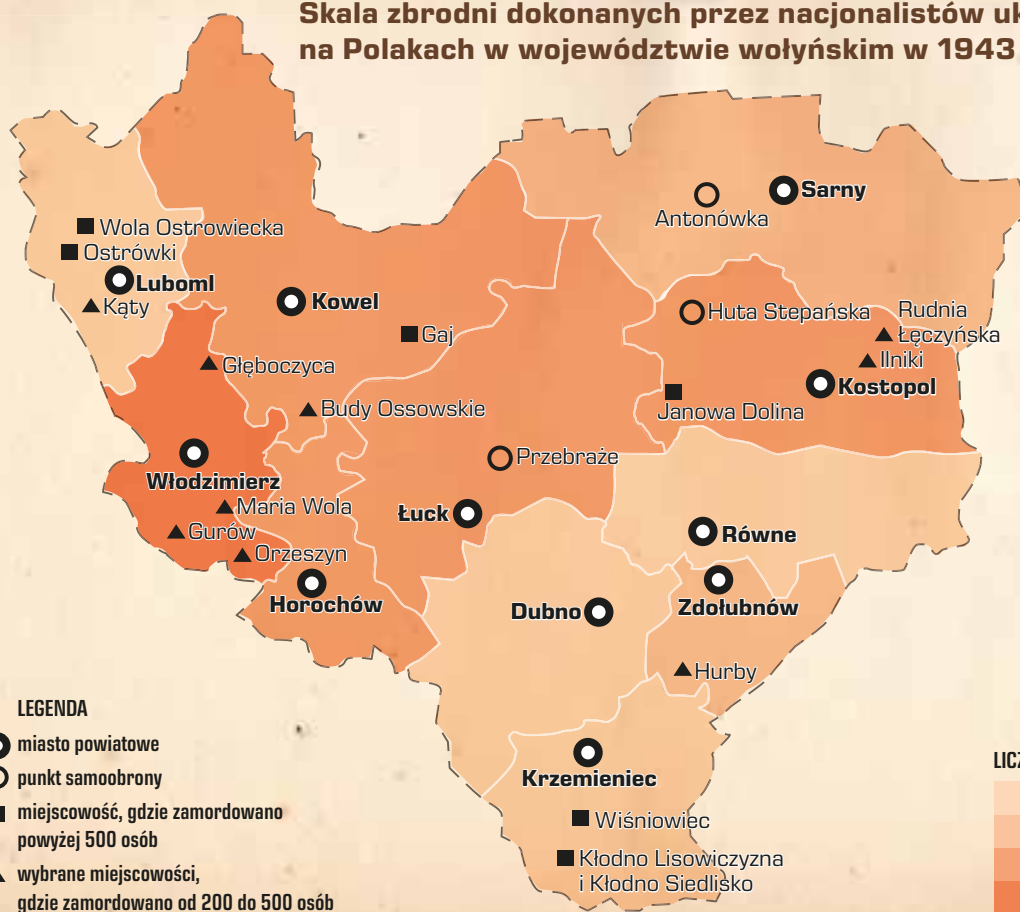 Skala zbrodni dokonanych przez nacjonalistów uk
na Polakach w województwie wołyńskim w 1943
Sarny
Antonówka
Wola Ostrowiecka
Ostrówki
Luboml
Kąty
Kowel
Gaj
Huta Stepańska
Rudnia
Łęczyńska
Ilniki
Kostopol
Janowa Dolina
Głęboczyca
Budy Ossowskie
Przebraże
Włodzimierz
Maria Wola
Gurów
Orzeszyn
Łuck
Horochów
Równe
Zdołubnów
Dubno
Hurby
Krzemieniec
Wiśniowiec
Kłodno Lisowiczyzna
i Kłodno Siedlisko
LEGENDA
miasto powiatowe
punkt samoobrony
miejscowość, gdzie zamordowano
powyżej 500 osób
wybrane miejscowości,
gdzie zamordowano od 200 do 500 osób
LICZ